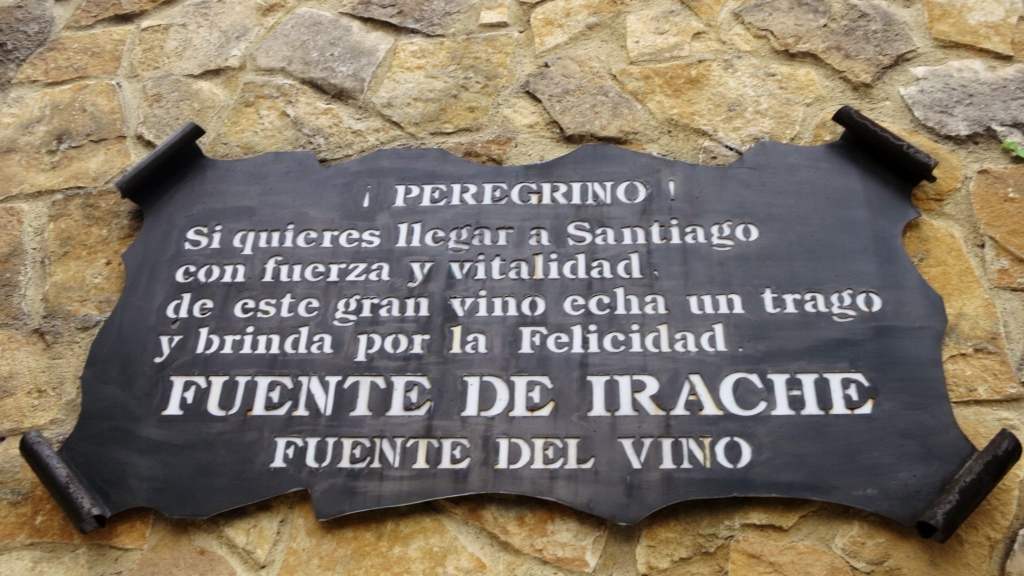 ¡ PEREGRINO !
Si quieres llegar a Santiago
con fuerza y vitalidad,
de este gran vino echa un trago
y brinda por la Felicidad.
FUENTE DE IRACHE
FUENTE DEL VINO